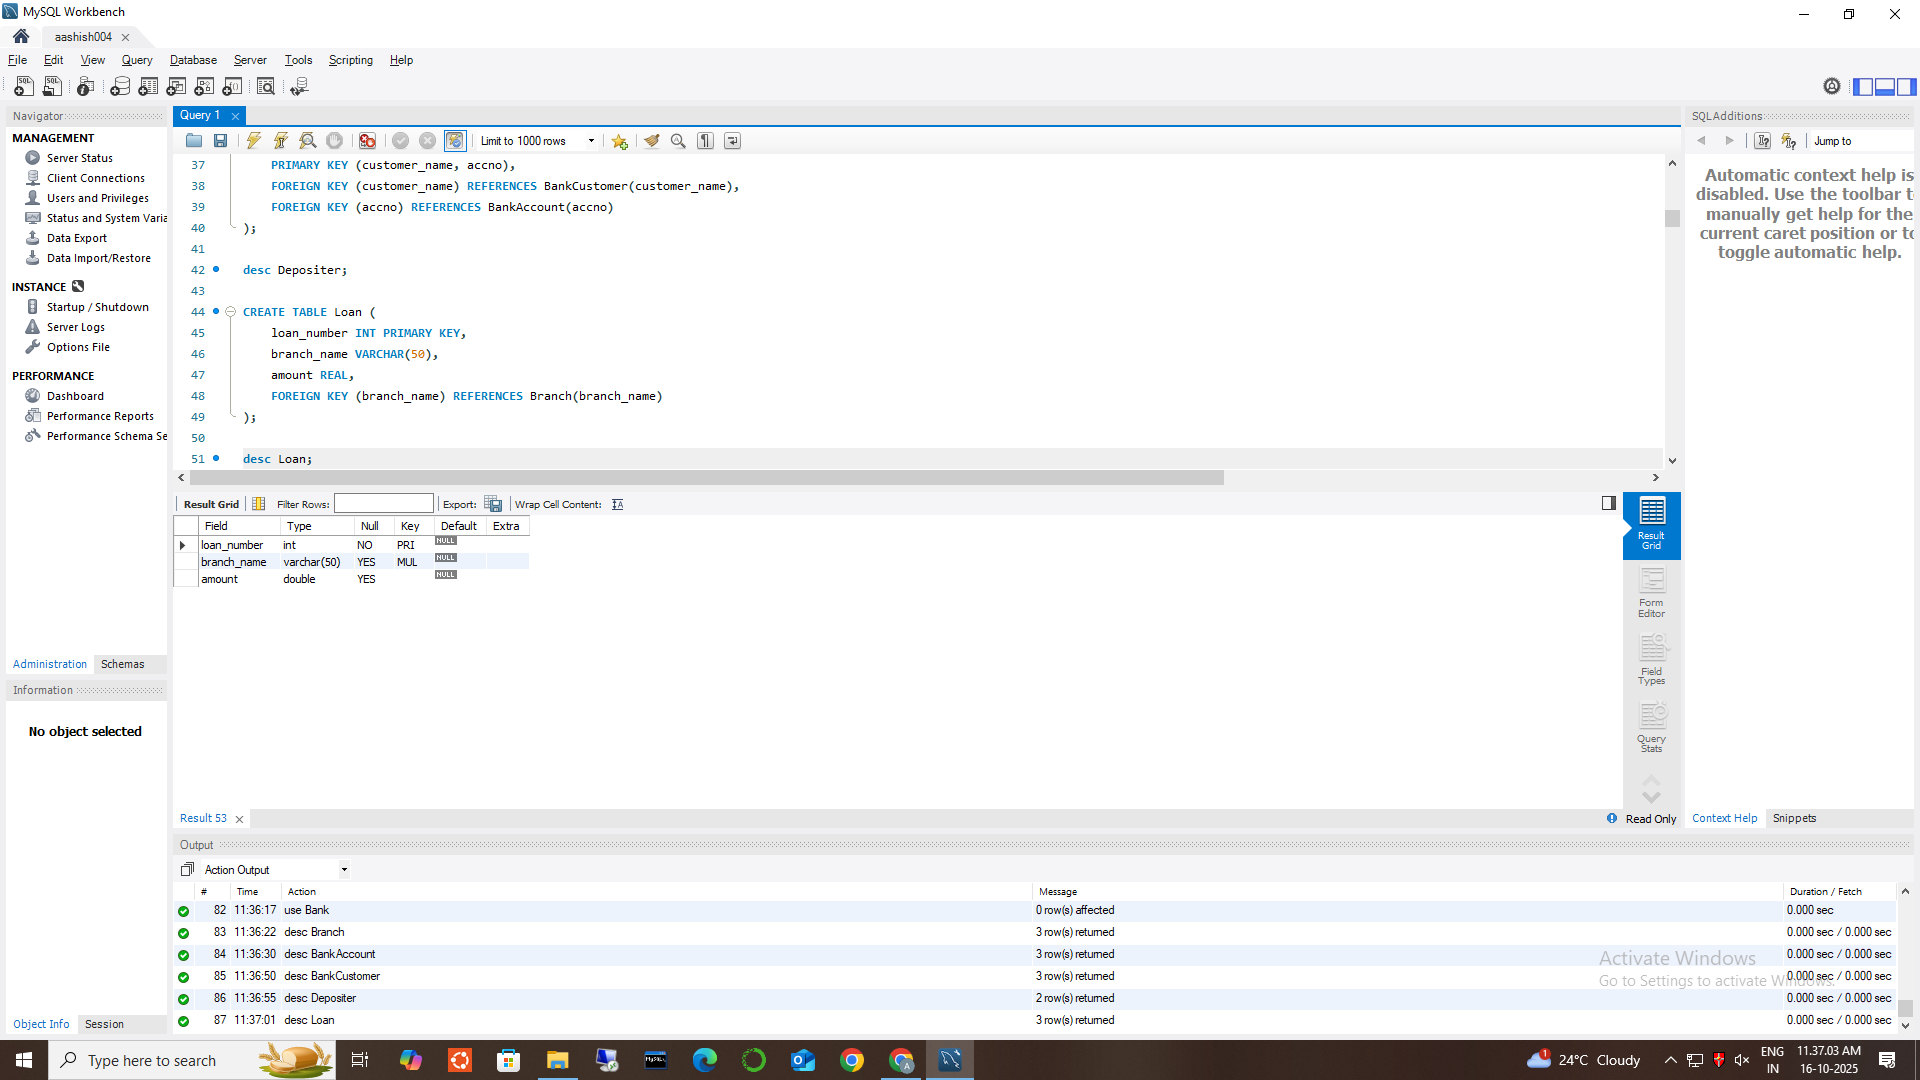 MySQL Workbench
aashish004
File Edit View Query Database Server Tools Scripting Help
Navigator
MANAGEMENT
Server Status
Client Connections
Users and Privileges
Status and System Varia
Data Export
Data Import/Restore
INSTANCE
Startup / Shutdown
Server Logs
Options File
PERFORMANCE
Dashboard
Performance Reports
Performance Schema Se
Administration Schemas
Information
No object selected
Object Info Session
Query 1
Limit to 1000 rows
37 PRIMARY KEY (customer_name, accno),
38 FOREIGN KEY (customer_name) REFERENCES BankCustomer(customer_name),
39 FOREIGN KEY (accno) REFERENCES BankAccount(accno)
40 );
41
42 desc Depositer;
43
44 CREATE TABLE Loan (
45 loan_number INT PRIMARY KEY,
46 branch_name VARCHAR(50),
47 amount REAL,
48 FOREIGN KEY (branch_name) REFERENCES Branch(branch_name)
49 );
50
51 desc Loan;
Result Grid Filter Rows: Export: Wrap Cell Content:
Field Type Null Key Default Extra
loan_number int NO PRI NULL
branch_name varchar(50) YES MUL NULL
amount double YES NULL
Result Grid
Form Editor
Field Types
Query Stats
Result 53
Read Only
SQLAdditions
Jump to
Automatic context help is
disabled. Use the toolbar t
manually get help for the
current caret position or to
toggle automatic help.
Context Help Snippets
Output
Action Output
# Time Action Message Duration / Fetch
82 11:36:17 use Bank 0 row(s) affected 0.000 sec
83 11:36:22 desc Branch 3 row(s) returned 0.000 sec / 0.000 sec
84 11:36:30 desc BankAccount 3 row(s) returned 0.000 sec / 0.000 sec
85 11:36:50 desc BankCustomer 3 row(s) returned 0.000 sec / 0.000 sec
86 11:36:55 desc Depositer 2 row(s) returned 0.000 sec / 0.000 sec
87 11:37:01 desc Loan 3 row(s) returned 0.000 sec / 0.000 sec
Activate Windows
Go to Settings to activate Windows.
Type here to search
1
24°C Cloudy
ENG
IN
11.37.03 AM
16-10-2025